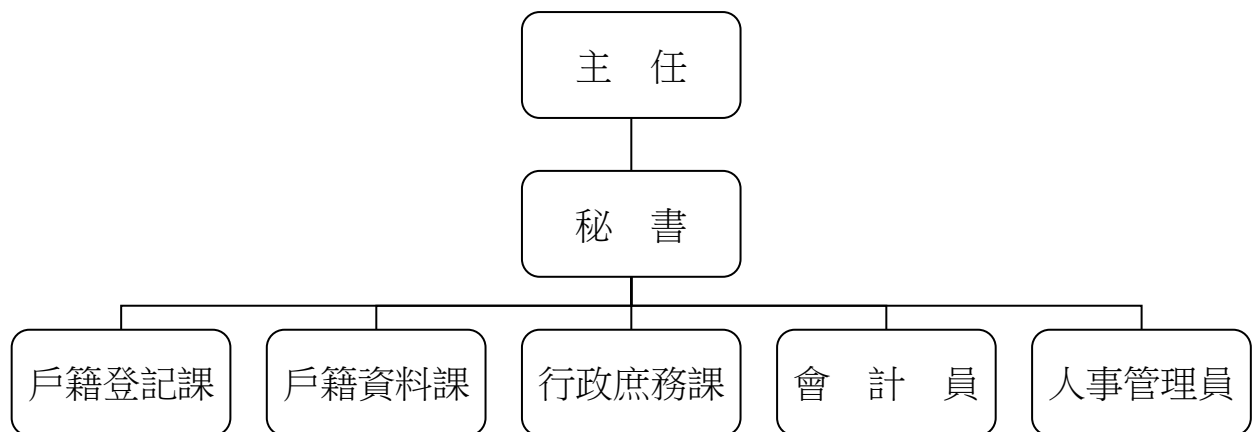 主　任
秘　書
戶籍登記課
戶籍資料課
行政庶務課
會　計　員
人事管理員